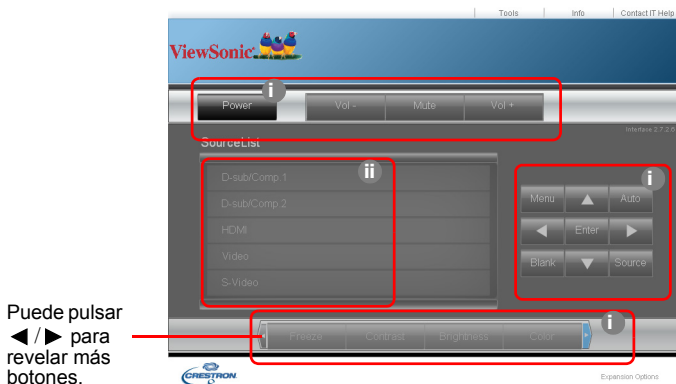 Tools Info Contact IT Help
ViewSonic
i
Power Vol - Mute Vol +
Interface 2.7.2.6
SourceList
ii
i
D-sub/Comp 1
D-sub/Comp 2
HDMI
Video
S-Video
Menu Auto
Enter
Blank Source
Puede pulsar
◀/▶ para
revelar más
botones.
i
Freeze Contrast Brightness Color
CRESTRON
Expansion Options